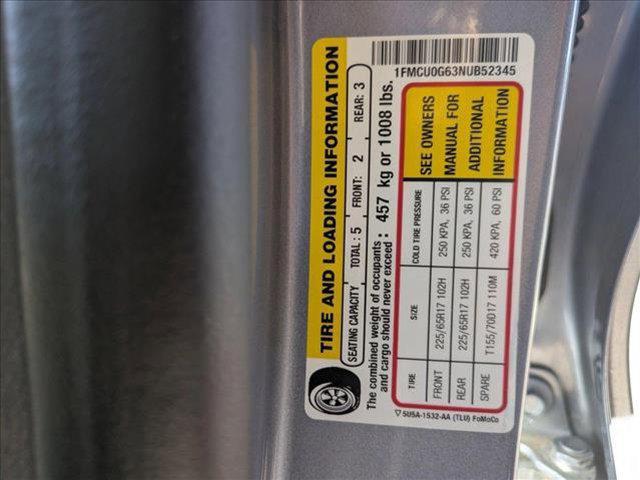 1FMCU0G63NUB52345
TIRE AND LOADING INFORMATION
SEATING CAPACITY TOTAL : 5 FRONT: 2 REAR: 3
The combined weight of occupants
and cargo should never exceed : 457 kg or 1008 lbs.
TIRE SIZE COLD TIRE PRESSURE SEE OWNERS
FRONT 225/65R17 102H 250 KPA, 36 PSI MANUAL FOR
REAR 225/65R17 102H 250 KPA, 36 PSI ADDITIONAL
SPARE T155/70D17 110M 420 KPA, 60 PSI INFORMATION
▽ 5U5A-1532-AA (TLU) FoMoCo